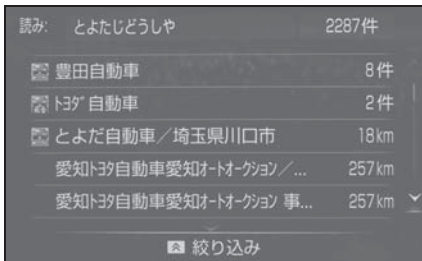 読み: とよたじどうしや 2287件
豊田自動車 8件
トヨダ自動車 2件
とよだ自動車／埼玉県川口市 18km
愛知トヨタ自動車愛知オートオークション／... 257km
愛知トヨタ自動車愛知オートオークション 事... 257km
絞り込み